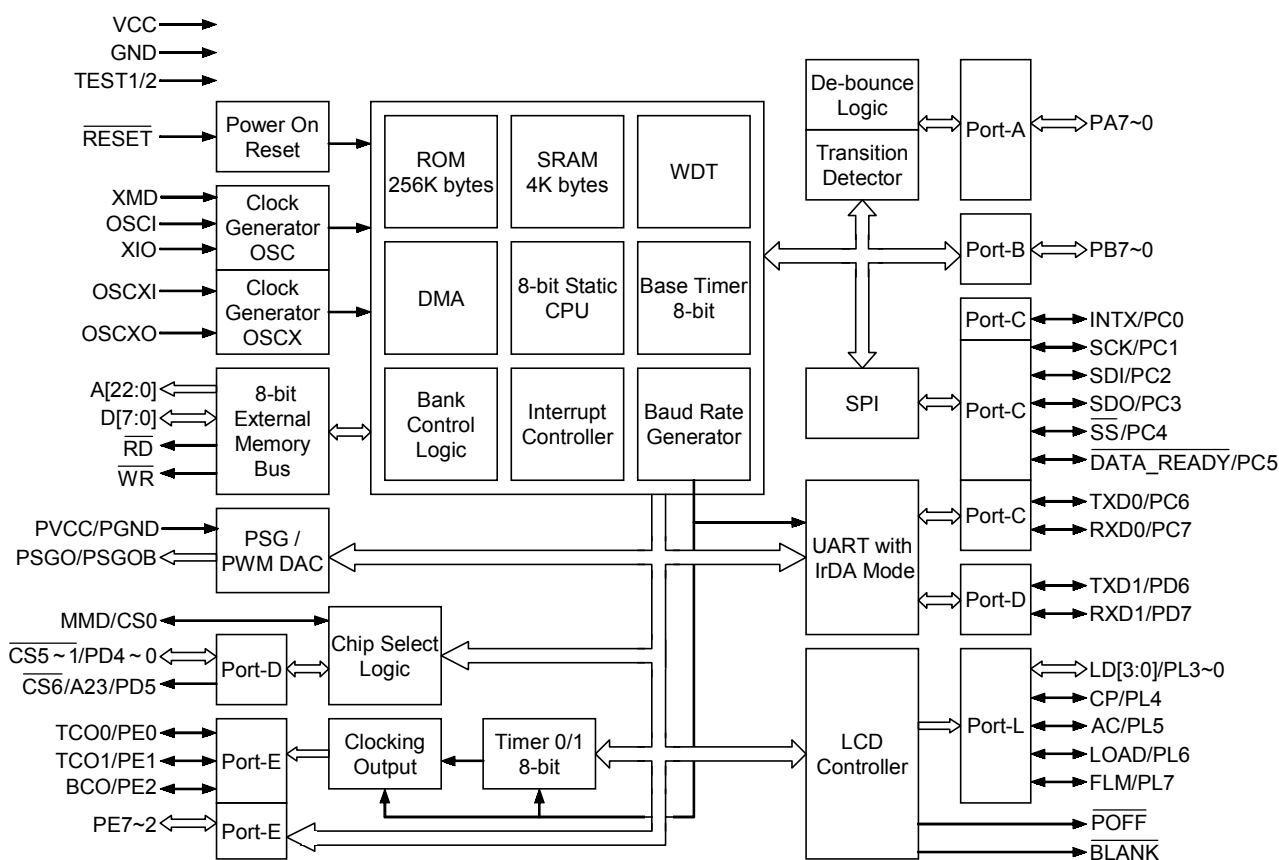 VCC
GND
TEST1/2
RESET
Power On
Reset
XMD
OSCI
XIO
Clock
Generator
OSC
OSCXI
OSCXO
Clock
Generator
OSCX
A[22:0]
D[7:0]
RD
WR
8-bit
External
Memory
Bus
PVCC/PGND
PSGO/PSGOB
PSG /
PWM DAC
MMD/CS0
CS5~1/PD4~0
CS6/A23/PD5
Port-D
Chip Select
Logic
TCO0/PE0
TCO1/PE1
BCO/PE2
Port-E
PE7~2
Port-E
Clocking
Output
Timer 0/1
8-bit
ROM
256K bytes
SRAM
4K bytes
WDT
DMA
8-bit Static
CPU
Base Timer
8-bit
Bank
Control
Logic
Interrupt
Controller
Baud Rate
Generator
De-bounce
Logic
Transition
Detector
Port-A
PA7~0
Port-B
PB7~0
SPI
Port-C
INTX/PC0
Port-C
SCK/PC1
SDI/PC2
SDO/PC3
SS/PC4
DATA_READY/PC5
UART with
IrDA Mode
Port-C
TXD0/PC6
RXD0/PC7
Port-D
TXD1/PD6
RXD1/PD7
LCD
Controller
Port-L
LD[3:0]/PL3~0
CP/PL4
AC/PL5
LOAD/PL6
FLM/PL7
POFF
BLANK